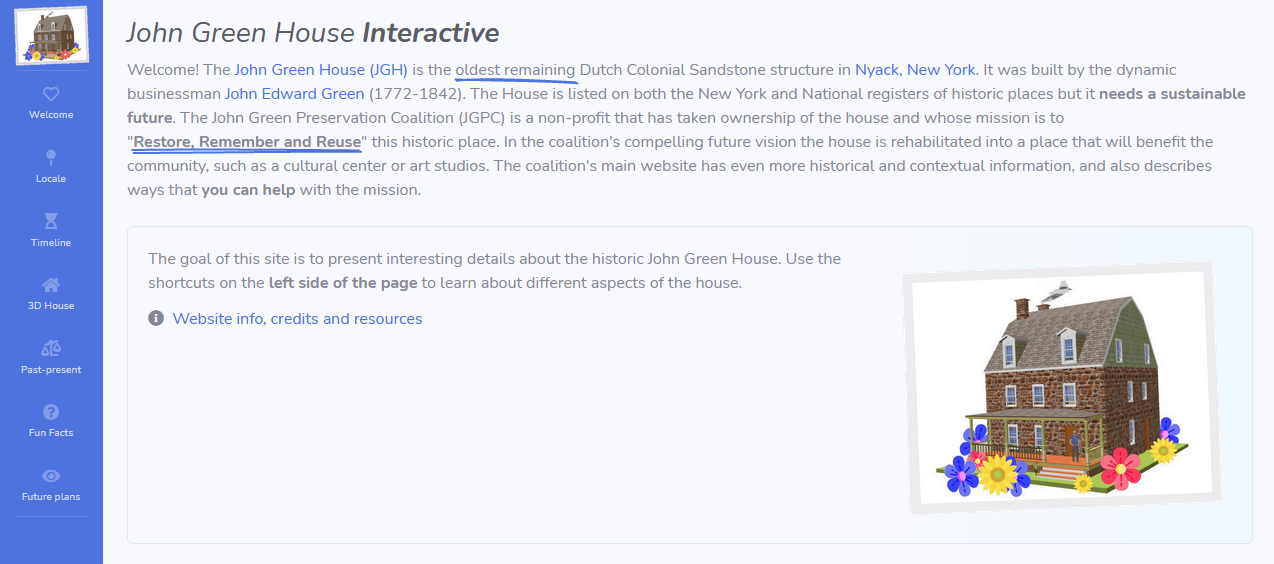 John Green House Interactive
Welcome! The John Green House (JGH) is the oldest remaining Dutch Colonial Sandstone structure in Nyack, New York. It was built by the dynamic
businessman John Edward Green (1772-1842). The House is listed on both the New York and National registers of historic places but it needs a sustainable
future. The John Green Preservation Coalition (JGPC) is a non-profit that has taken ownership of the house and whose mission is to
"Restore, Remember and Reuse" this historic place. In the coalition's compelling future vision the house is rehabilitated into a place that will benefit the
community, such as a cultural center or art studios. The coalition's main website has even more historical and contextual information, and also describes
ways that you can help with the mission.
Welcome
Locale
Timeline
3D House
Past-present
Fun Facts
Future plans
The goal of this site is to present interesting details about the historic John Green House. Use the
shortcuts on the left side of the page to learn about different aspects of the house.
Website info, credits and resources